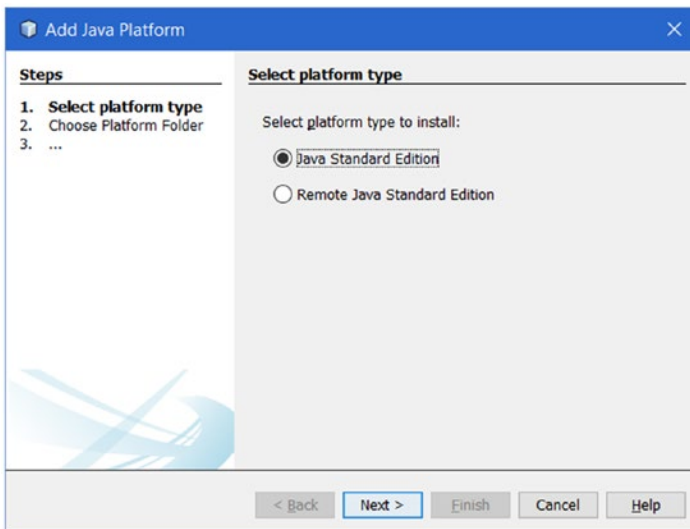 Add Java Platform
Steps
1. Select platform type
2. Choose Platform Folder
3. ...
Select platform type
Select platform type to install:
Java Standard Edition
Remote Java Standard Edition
< Back Next > Finish Cancel Help